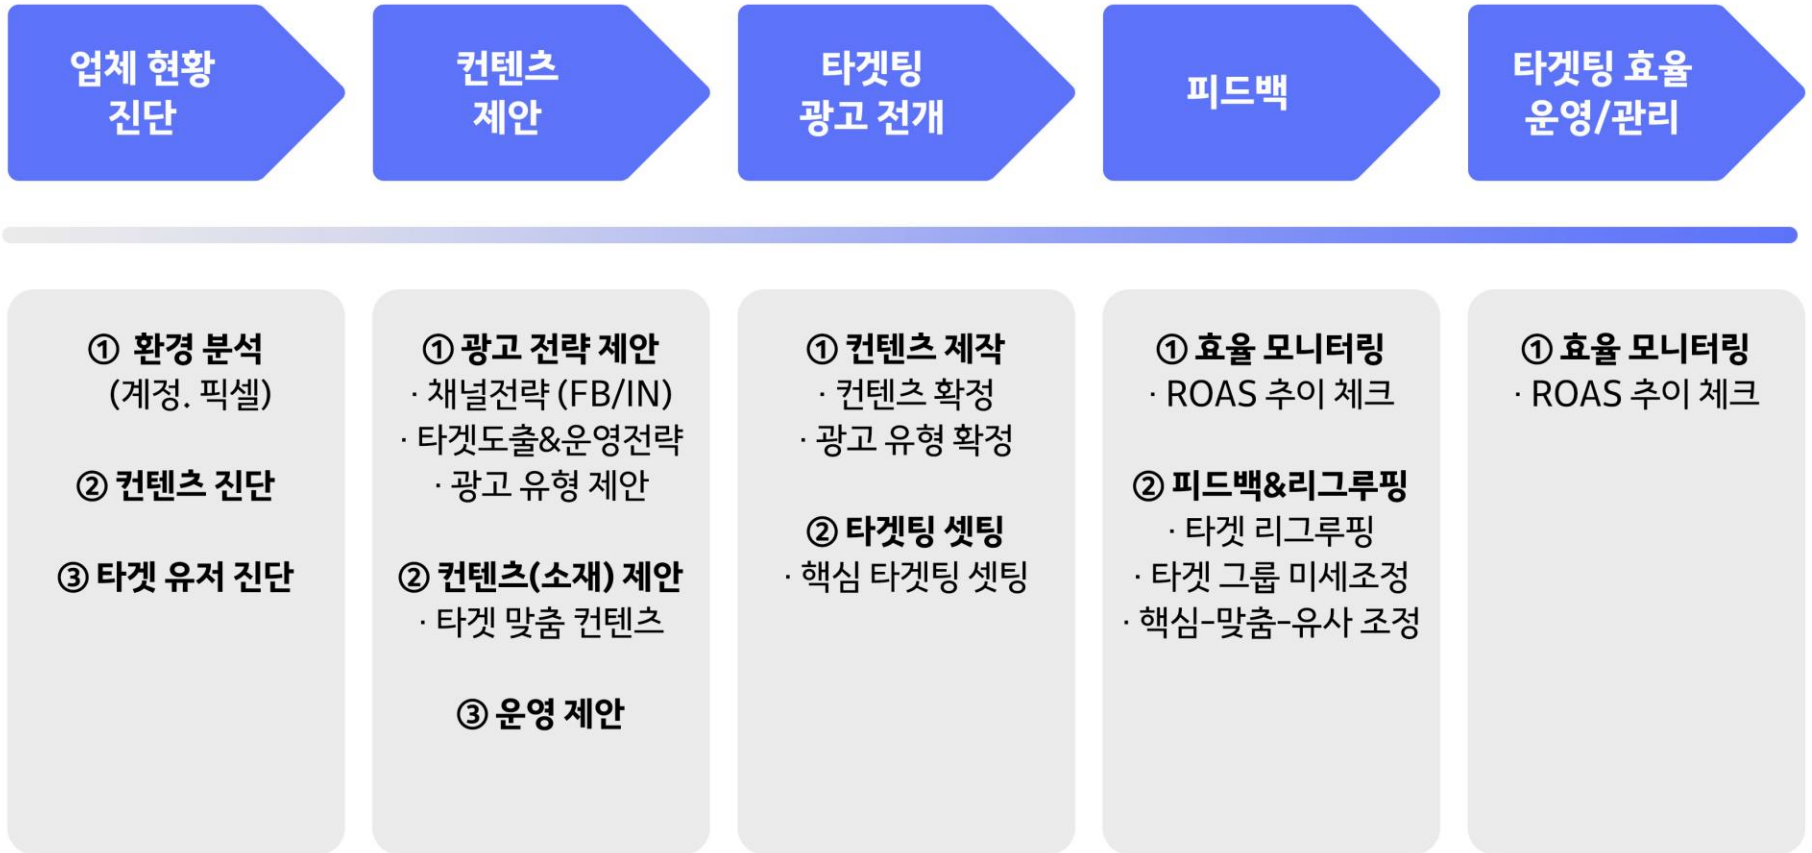 업체 현황
진단
컨텐츠
제안
타겟팅
광고 전개
피드백
타겟팅 효율
운영/관리
① 환경 분석
(계정. 픽셀)
② 컨텐츠 진단
③ 타겟 유저 진단
① 광고 전략 제안
· 채널전략 (FB/IN)
· 타겟도출&운영전략
· 광고 유형 제안
② 컨텐츠(소재) 제안
· 타겟 맞춤 컨텐츠
③ 운영 제안
① 컨텐츠 제작
· 컨텐츠 확정
· 광고 유형 확정
② 타겟팅 셋팅
· 핵심 타겟팅 셋팅
① 효율 모니터링
· ROAS 추이 체크
② 피드백&리그루핑
· 타겟 리그루핑
· 타겟 그룹 미세조정
· 핵심-맞춤-유사 조정
① 효율 모니터링
· ROAS 추이 체크